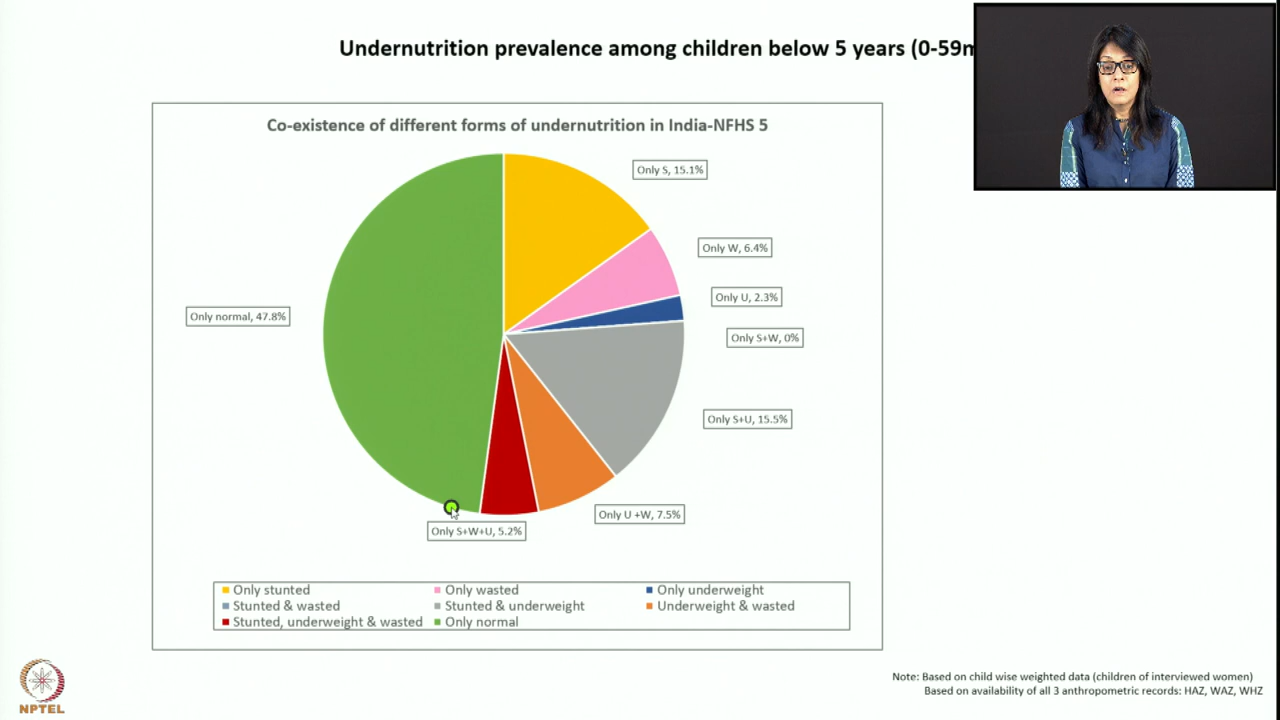 Undernutrition prevalence among children below 5 years (0-59m
Co-existence of different forms of undernutrition in India-NFHS 5
Only S, 15.1%
Only W, 6.4%
Only U, 2.3%
Only normal, 47.8%
Only S+W, 0%
Only S+U, 15.5%
Only U +W, 7.5%
Only S+W+U, 5.2%
Only stunted
Only wasted
Only underweight
Stunted & wasted
Stunted & underweight
Underweight & wasted
Stunted, underweight & wasted
Only normal
Note: Based on child wise weighted data (children of interviewed women)
Based on availability of all 3 anthropometric records: HAZ, WAZ, WHZ
NPTEL